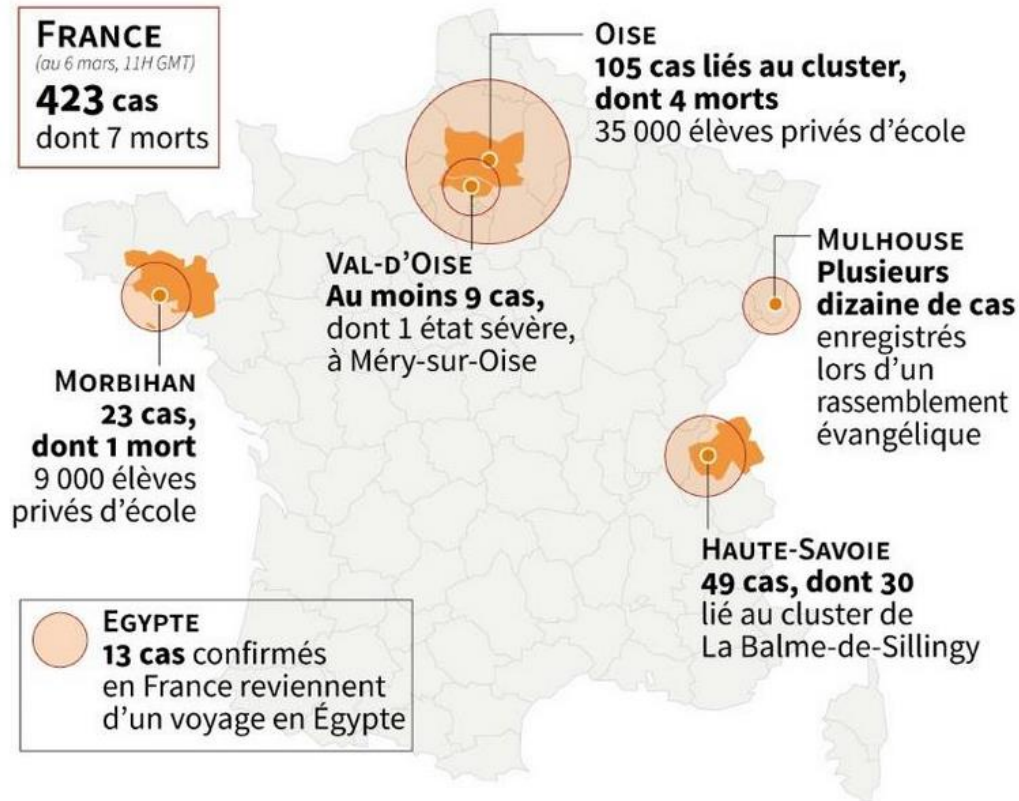 FRANCE
(au 6 mars, 11H GMT)
423 cas
dont 7 morts
OISE
105 cas liés au cluster,
dont 4 morts
35 000 élèves privés d'école
VAL-D'OISE
Au moins 9 cas,
dont 1 état sévère,
à Méry-sur-Oise
MULHOUSE
Plusieurs
dizaine de cas
enregistrés
lors d'un
rassemblement
évangélique
MORBIHAN
23 cas,
dont 1 mort
9 000 élèves
privés d'école
HAUTE-SAVOIE
49 cas, dont 30
lié au cluster de
La Balme-de-Sillingy
EGYPTE
13 cas confirmés
en France reviennent
d'un voyage en Égypte